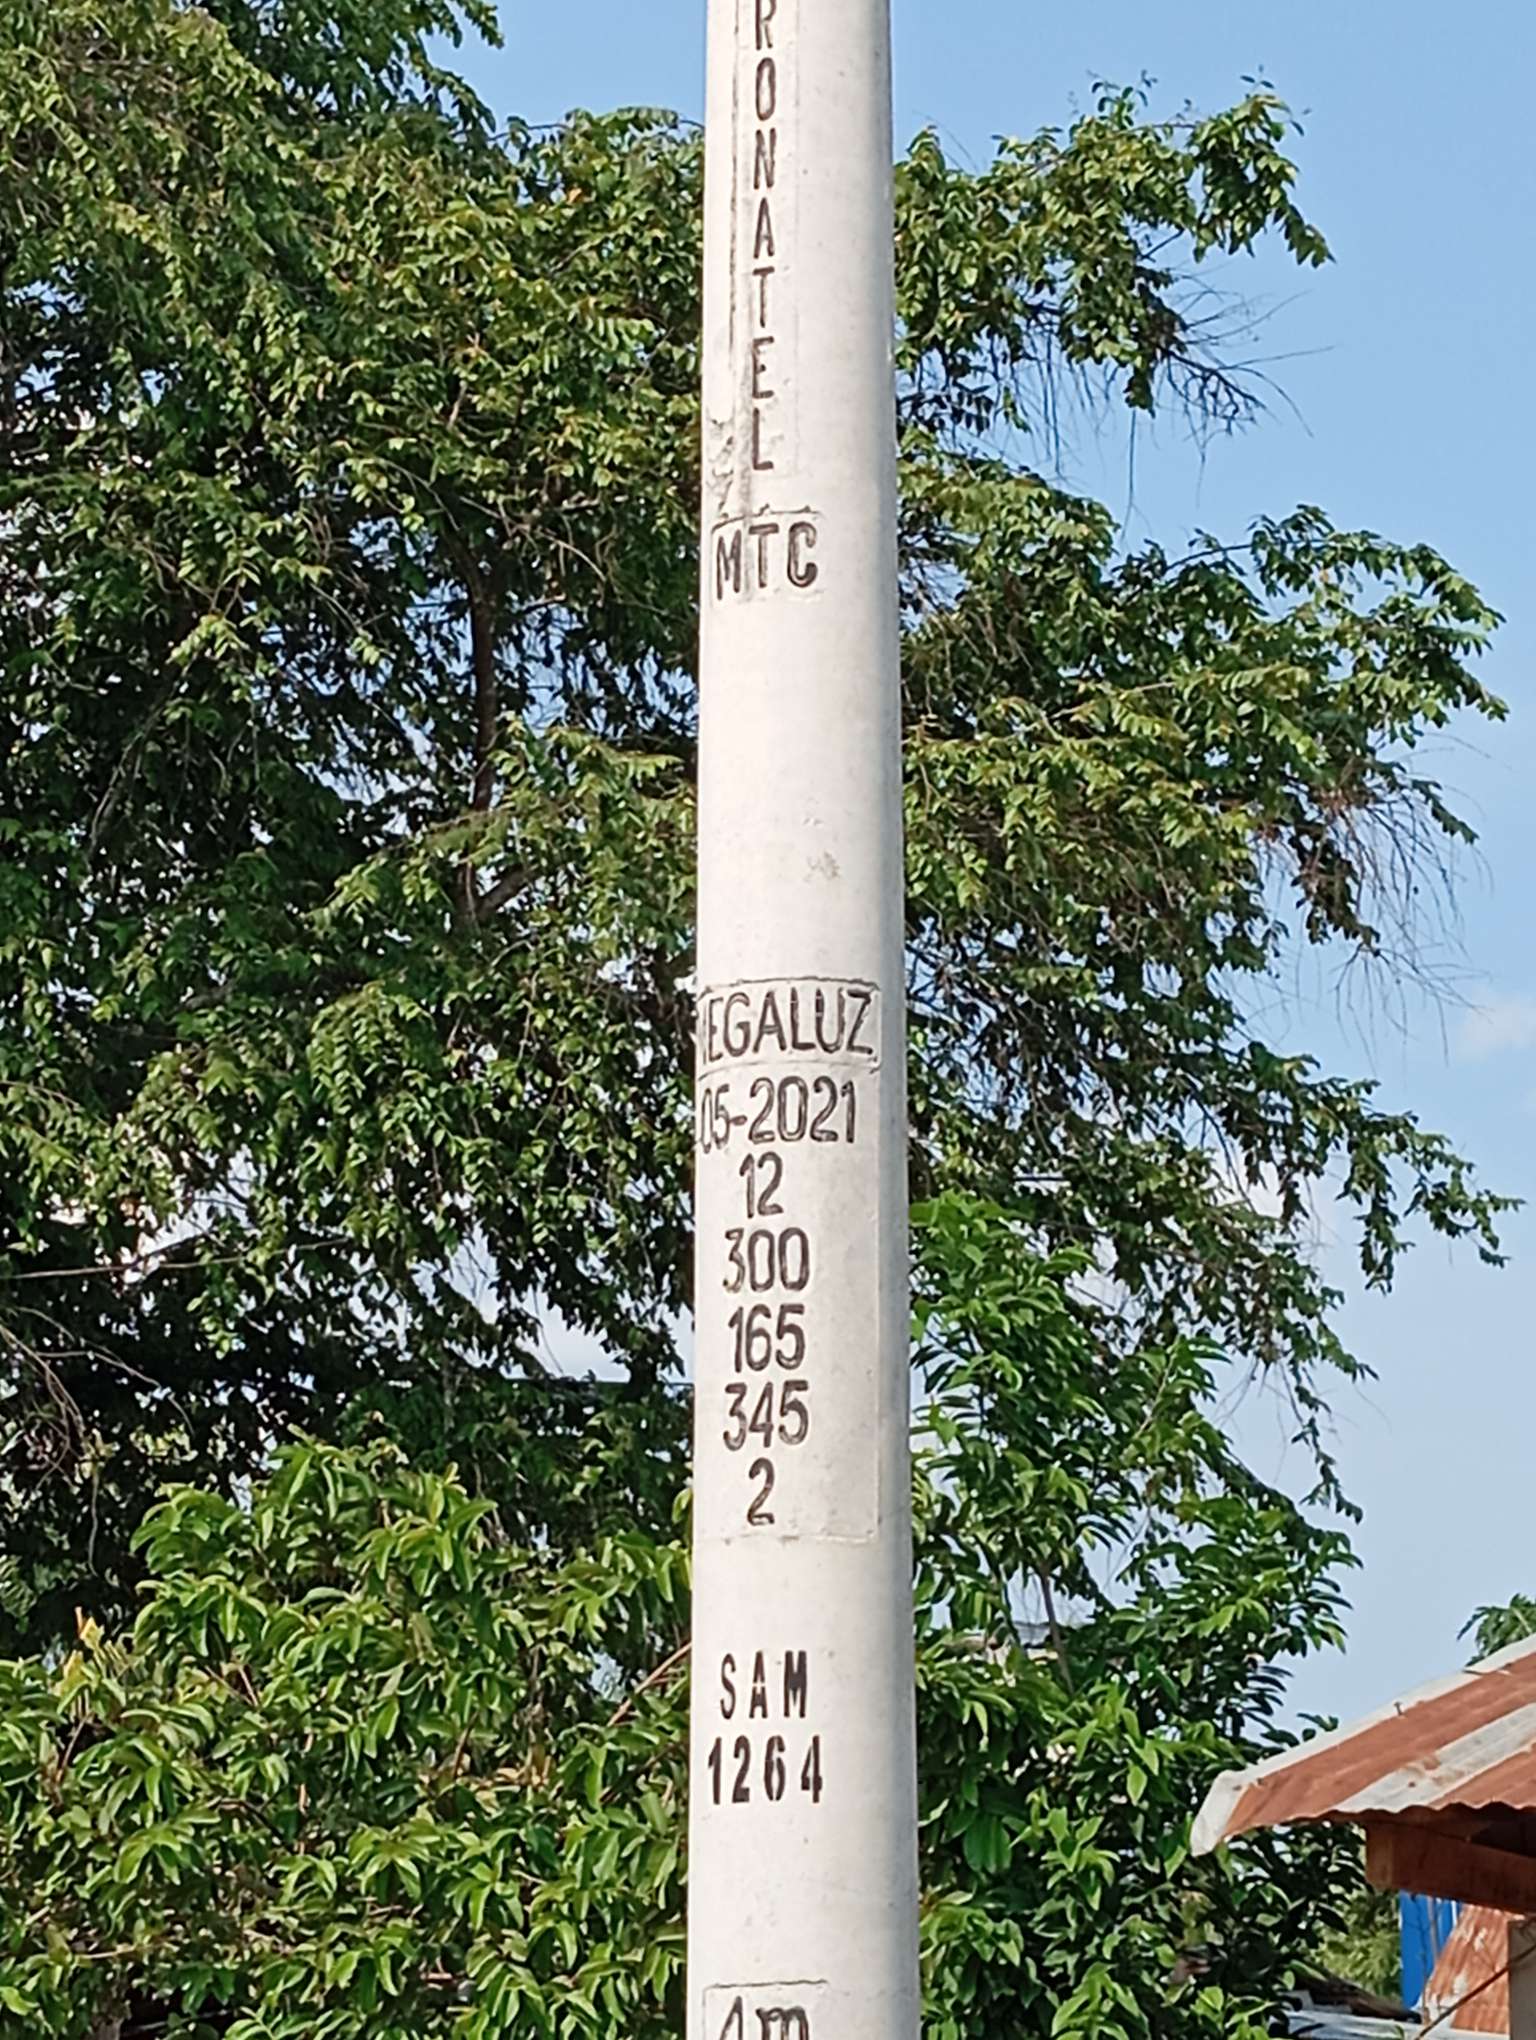 RONATEL
MTC
EGALUZ
05-2021
12
300
165
345
2
SAM
1264
4m